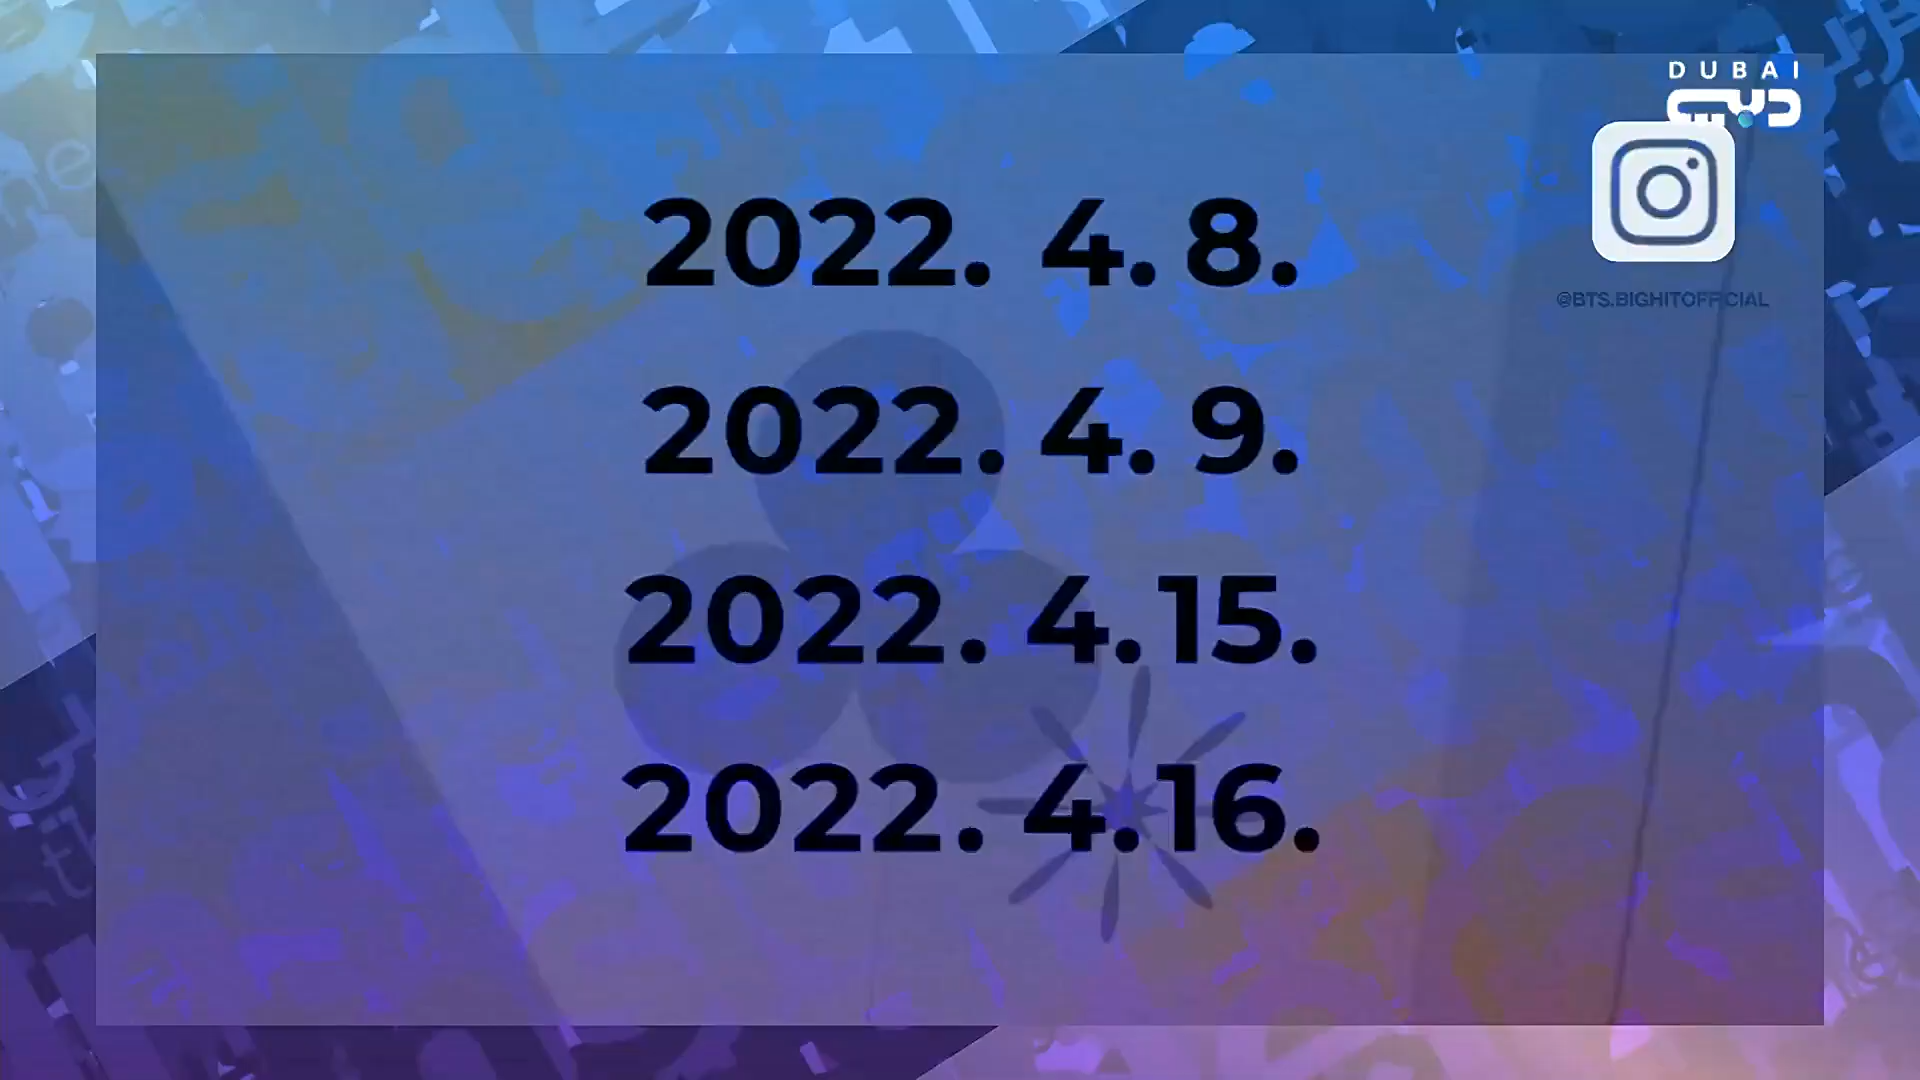 DUBAI
دبي
@BTS.BIGHITOFFICIAL
2022. 4. 8.
2022. 4. 9.
2022. 4. 15.
2022. 4. 16.